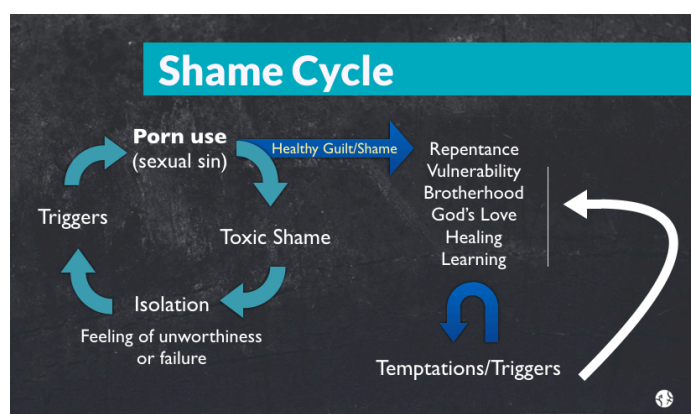 Shame Cycle
Porn use
(sexual sin)
Healthy Guilt/Shame
Repentance
Vulnerability
Brotherhood
God's Love
Healing
Learning
Triggers
Toxic Shame
Isolation
Feeling of unworthiness
or failure
Temptations/Triggers